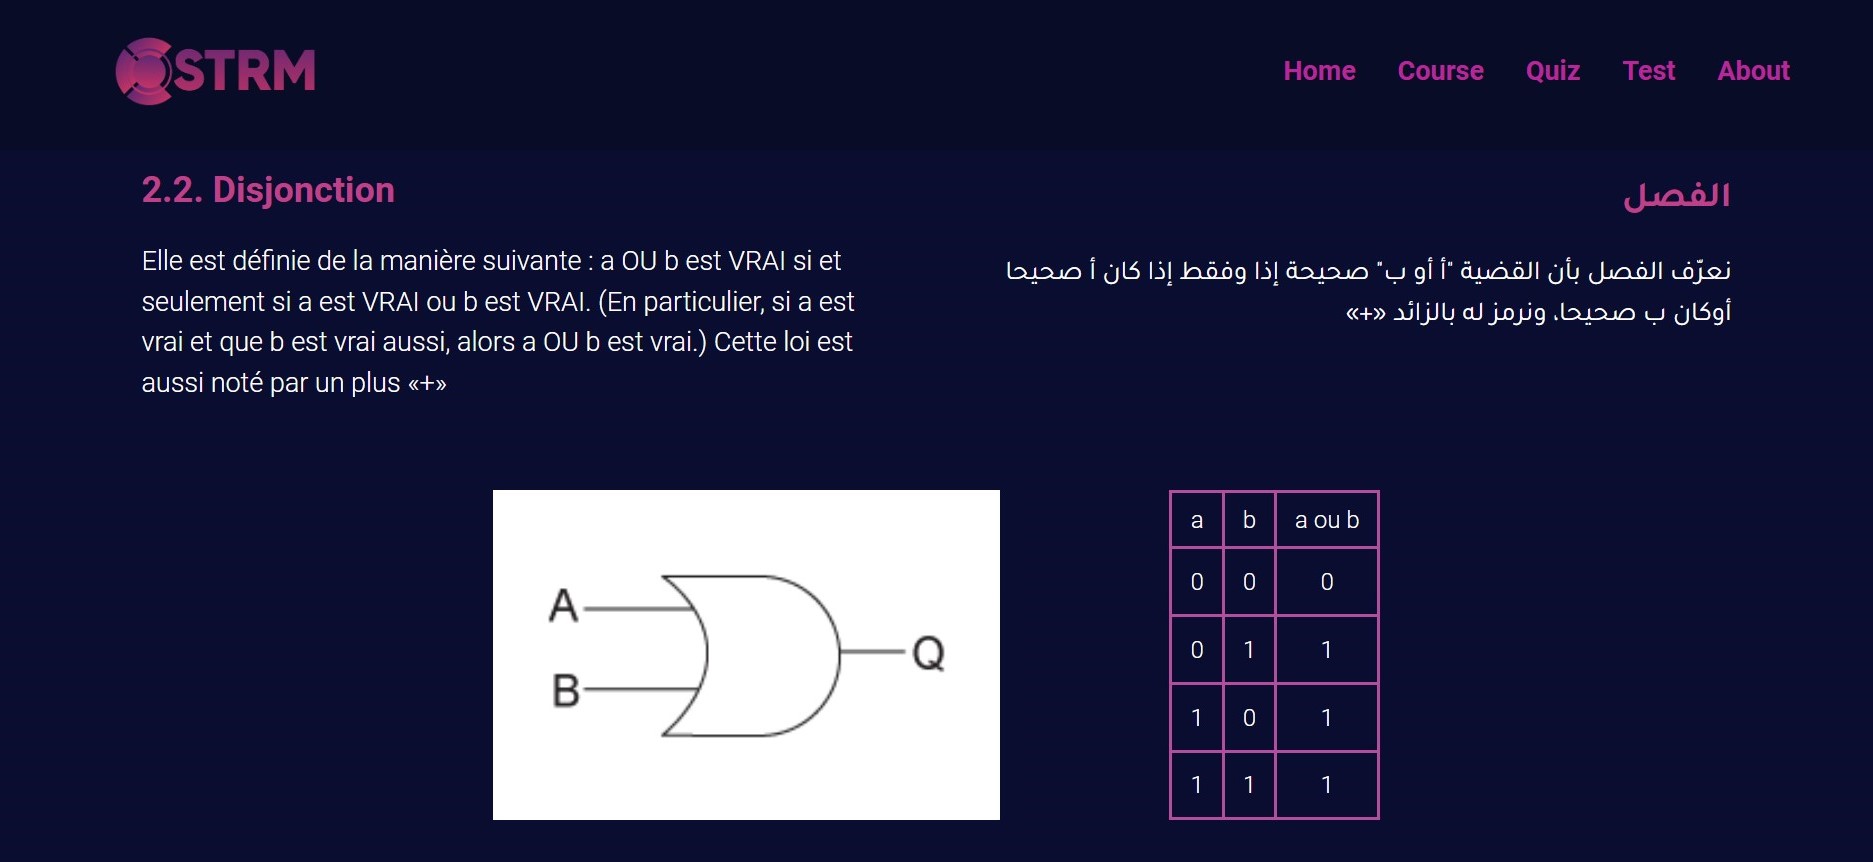 STRM
Home Course Quiz Test About
2.2. Disjonction
Elle est définie de la manière suivante : a OU b est VRAI si et
seulement si a est VRAI ou b est VRAI. (En particulier, si a est
vrai et que b est vrai aussi, alors a OU b est vrai.) Cette loi est
aussi noté par un plus «+»
الفصل
نعرّف الفصل بأن القضية "أ أو ب" صحيحة إذا وفقط إذا كان أ صحيحا
أوكان ب صحيحا، ونرمز له بالزائد «+»
A
B
Q
a b a ou b
0 0 0
0 1 1
1 0 1
1 1 1